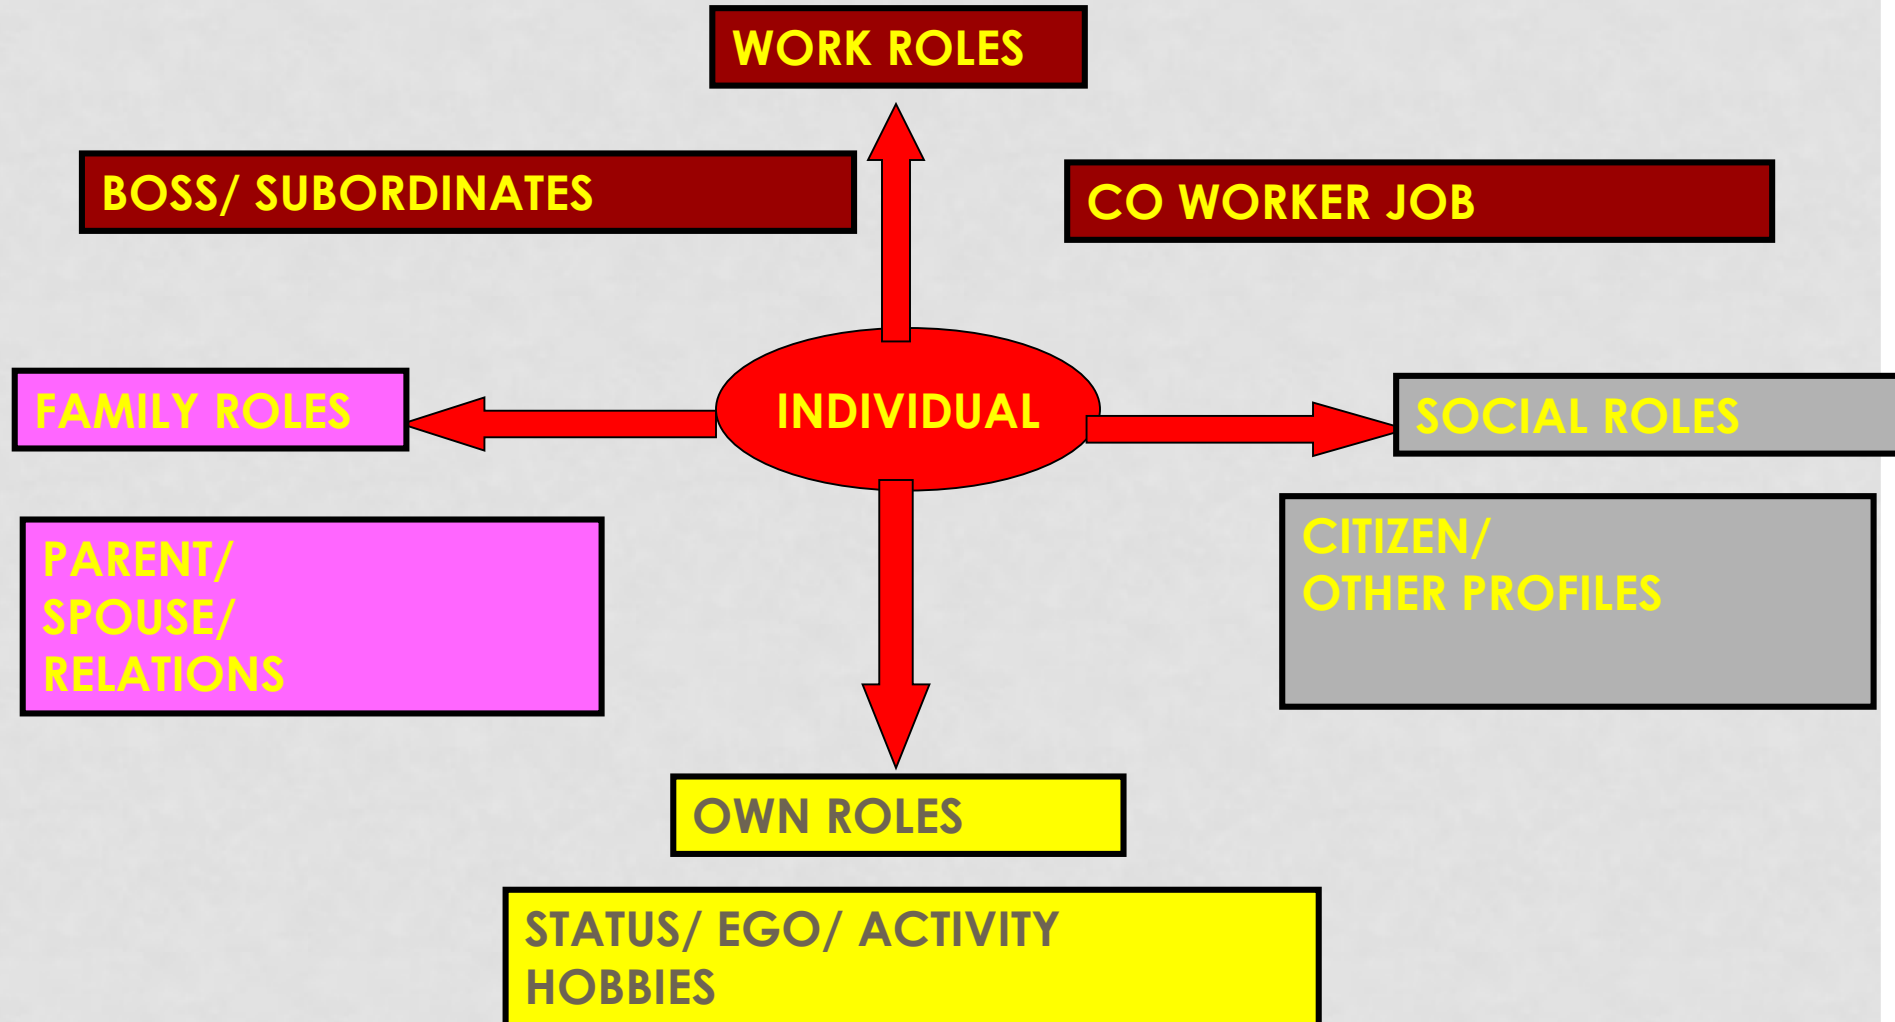 WORK ROLES
BOSS/ SUBORDINATES
CO WORKER JOB
FAMILY ROLES
INDIVIDUAL
SOCIAL ROLES
PARENT/
SPOUSE/
RELATIONS
CITIZEN/
OTHER PROFILES
OWN ROLES
STATUS/ EGO/ ACTIVITY
HOBBIES